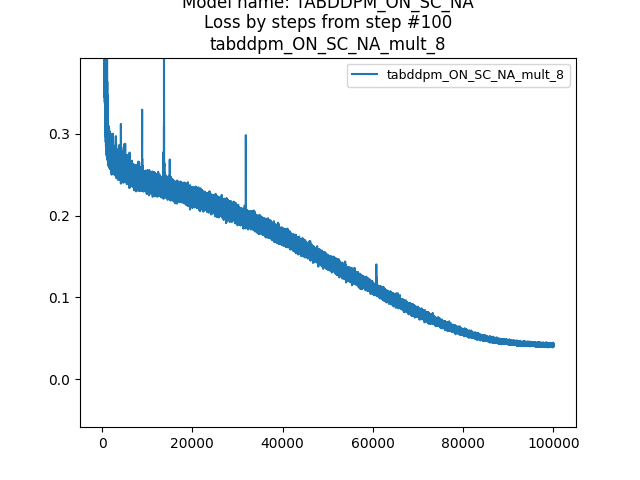 Model name: TABDDPM_ON_SC_NA
Loss by steps from step #100
tabddpm_ON_SC_NA_mult_8
tabddpm_ON_SC_NA_mult_8
0.3
0.2
0.1
0.0
0 20000 40000 60000 80000 100000